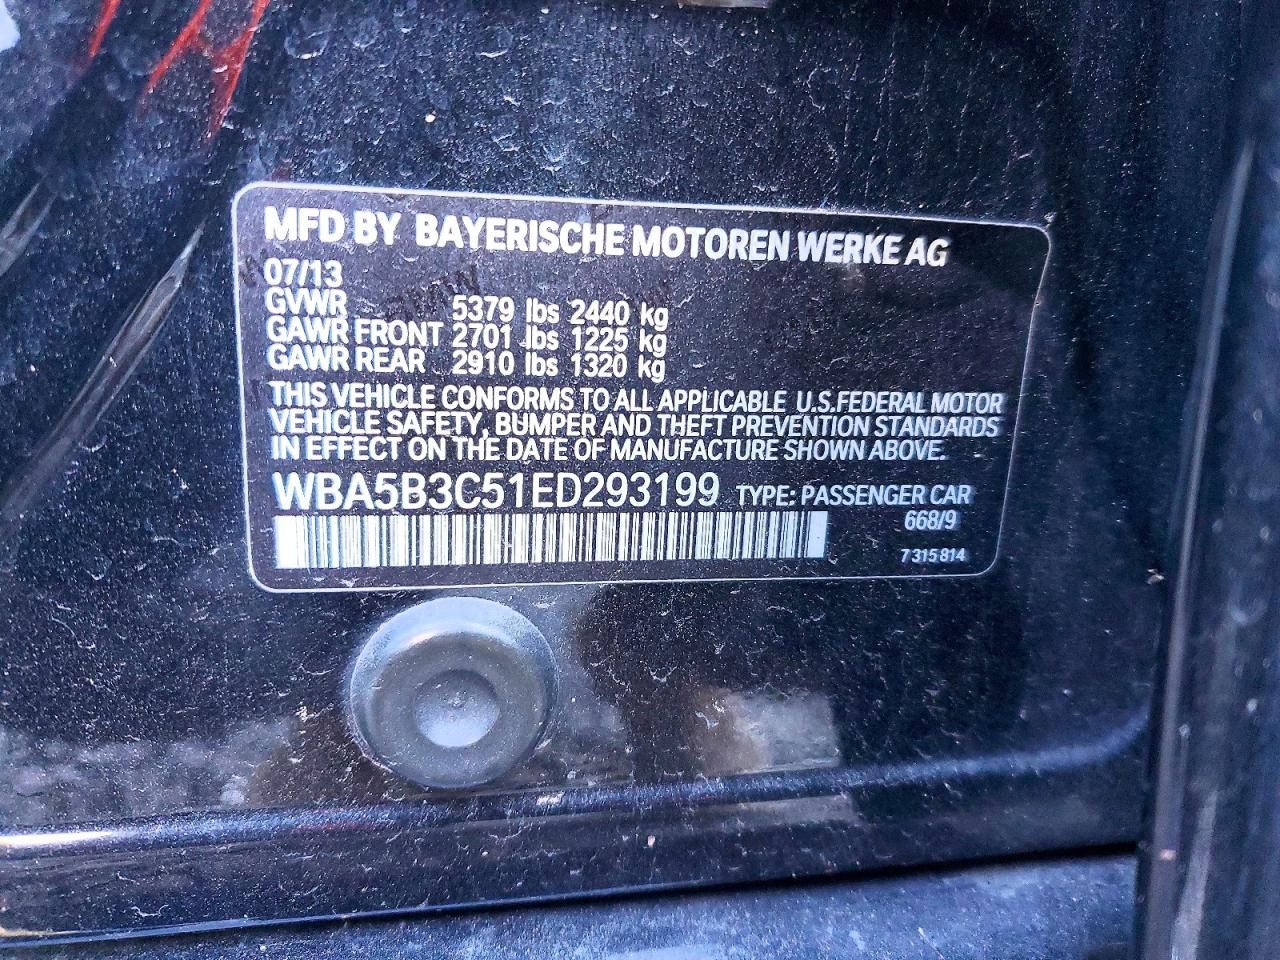 MFD BY BAYERISCHE MOTOREN WERKE AG
07/13
GVWR 5379 lbs 2440 kg
GAWR FRONT 2701 lbs 1225 kg
GAWR REAR 2910 lbs 1320 kg
THIS VEHICLE CONFORMS TO ALL APPLICABLE U.S.FEDERAL MOTOR
VEHICLE SAFETY, BUMPER AND THEFT PREVENTION STANDARDS
IN EFFECT ON THE DATE OF MANUFACTURE SHOWN ABOVE.
WBA5B3C51ED293199 TYPE: PASSENGER CAR
668/9
7 315 814